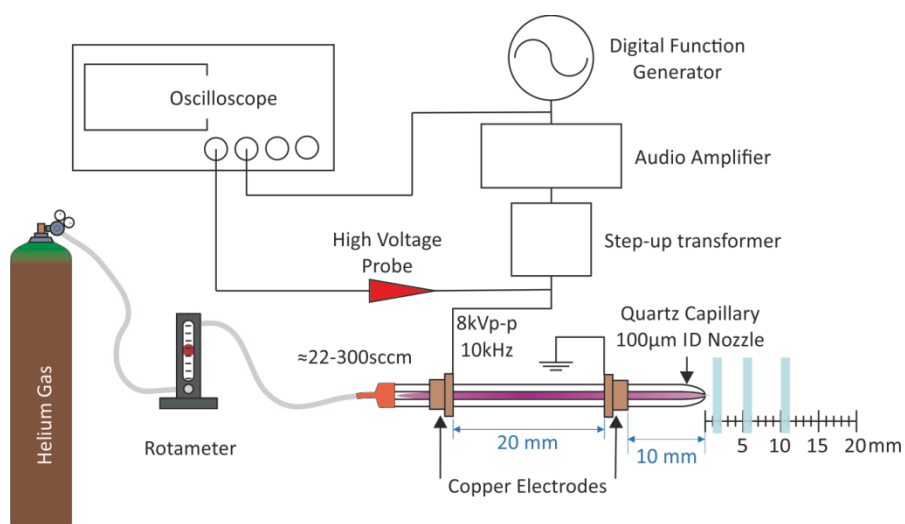 Digital Function
Generator
Oscilloscope
Audio Amplifier
High Voltage
Probe
Step-up transformer
8kVp-p
10kHz
Quartz Capillary
100µm ID Nozzle
≈22-300sccm
Helium Gas
Rotameter
20 mm
10 mm
5 10 15 20mm
Copper Electrodes